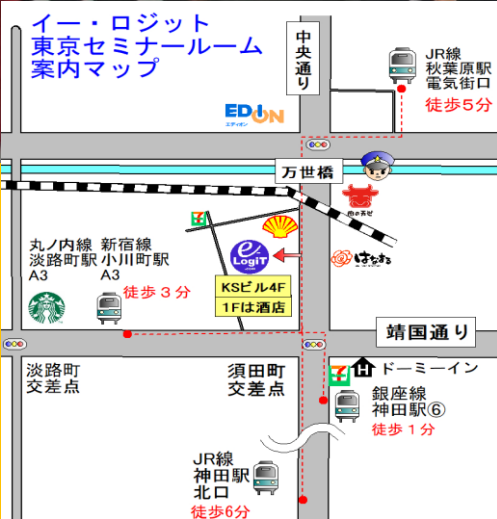 イー・ロジット
東京セミナールーム
案内マップ
中央通り
JR線
秋葉原駅
電気街口
徒歩5分
EDION
エディオン
万世橋
肉の万世
はなまる
丸ノ内線
淡路町駅
A3
新宿線
小川町駅
A3
徒歩３分
7
e
LogiT
KSビル4F
1Fは酒店
靖国通り
淡路町
交差点
須田町
交差点
7
H
ドーミーイン
銀座線
神田駅⑥
徒歩１分
JR線
神田駅
北口
徒歩6分